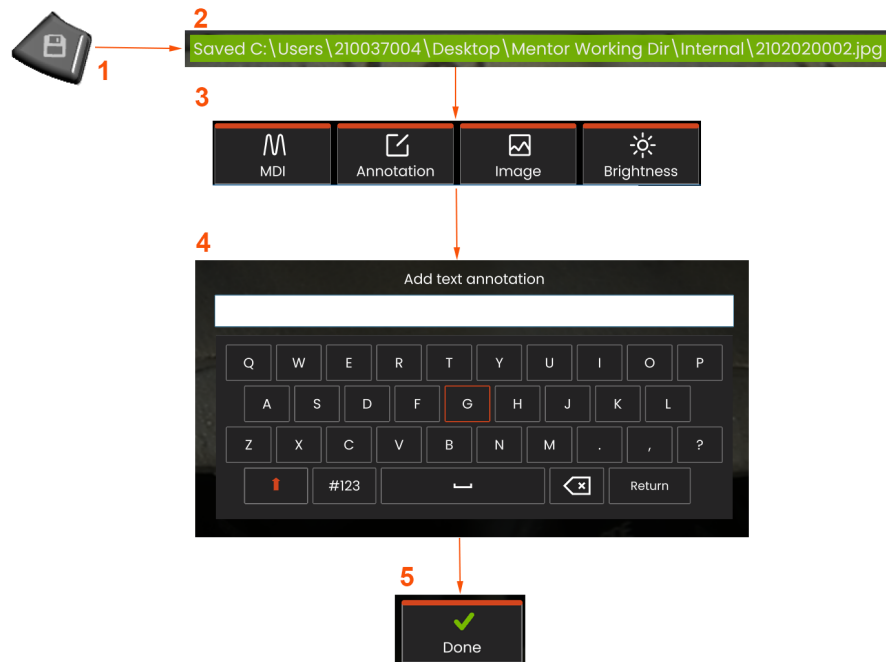 1
2
Saved C:\Users\210037004\Desktop\Mentor Working Dir\Internal\2102020002.jpg
3
MDI Annotation Image Brightness
4
Add text annotation
Q W E R T Y U I O P
A S D F G H J K L
Z X C V B N M . , ?
#123 Return
5
Done